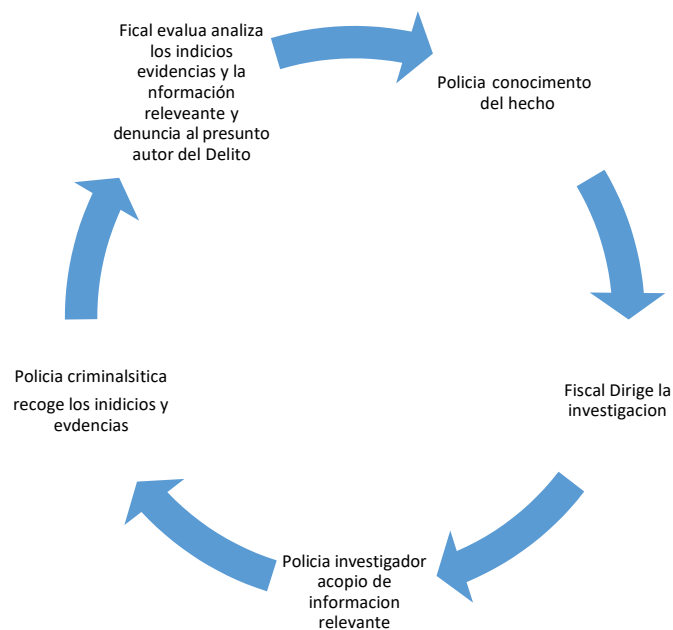 Fical evalua analiza
los indicios
evidencias y la
nformación
releveante y
denuncia al presunto
autor del Delito
Policia conocimento
del hecho
Fiscal Dirige la
investigacion
Policia investigador
acopio de
informacion
relevante
Policia criminalsitica
recoge los inidicios y
evdencias